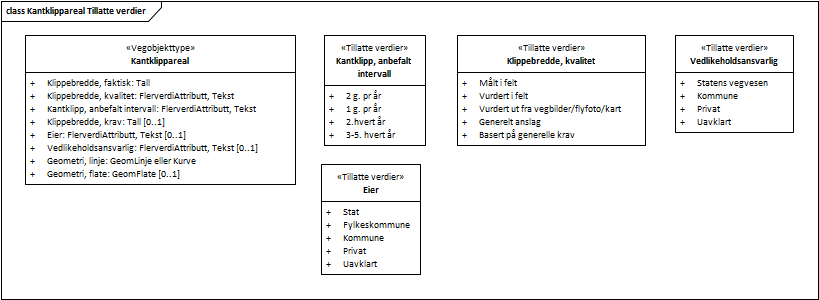 class Kantklippareal Tillatte verdier
«Vegobjekttype»
Kantklippareal
+ Klippebredde, faktisk: Tall
+ Klippebredde, kvalitet: FlerverdiAttributt, Tekst
+ Kantklipp, anbefalt intervall: FlerverdiAttributt, Tekst
+ Klippebredde, krav: Tall [0..1]
+ Eier: FlerverdiAttributt, Tekst [0..1]
+ Vedlikeholdsansvarlig: FlerverdiAttributt, Tekst [0..1]
+ Geometri, linje: GeomLinje eller Kurve
+ Geometri, flate: GeomFlate [0..1]
«Tillatte verdier»
Kantklipp, anbefalt
intervall
+ 2 g. pr år
+ 1 g. pr år
+ 2.hvert år
+ 3-5. hvert år
«Tillatte verdier»
Klippebredde, kvalitet
+ Målt i felt
+ Vurdert i felt
+ Vurdert ut fra vegbilder/flyfoto/kart
+ Generelt anslag
+ Basert på generelle krav
«Tillatte verdier»
Vedlikeholdsansvarlig
+ Statens vegvesen
+ Kommune
+ Privat
+ Uavklart
«Tillatte verdier»
Eier
+ Stat
+ Fylkeskommune
+ Kommune
+ Privat
+ Uavklart